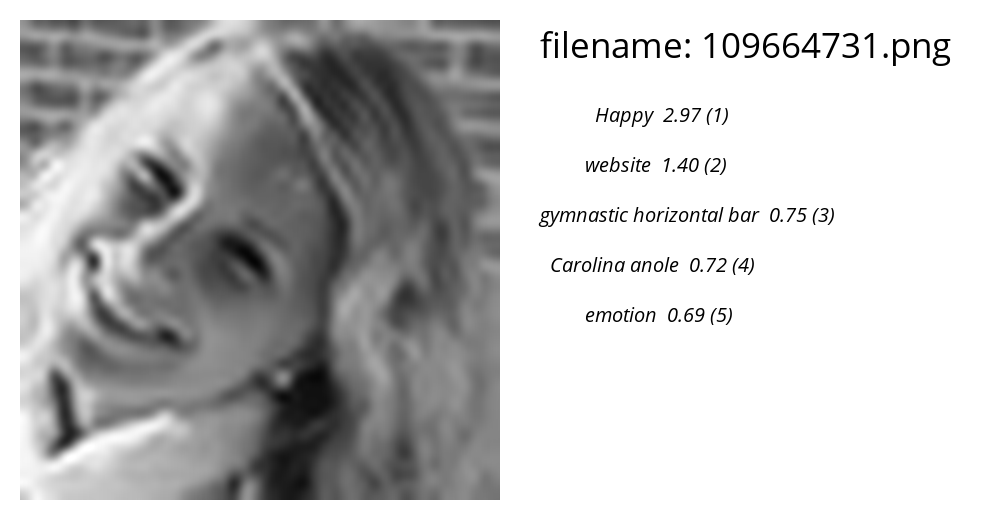 filename: 109664731.png
Happy 2.97 (1)
website 1.40 (2)
gymnastic horizontal bar 0.75 (3)
Carolina anole 0.72 (4)
emotion 0.69 (5)